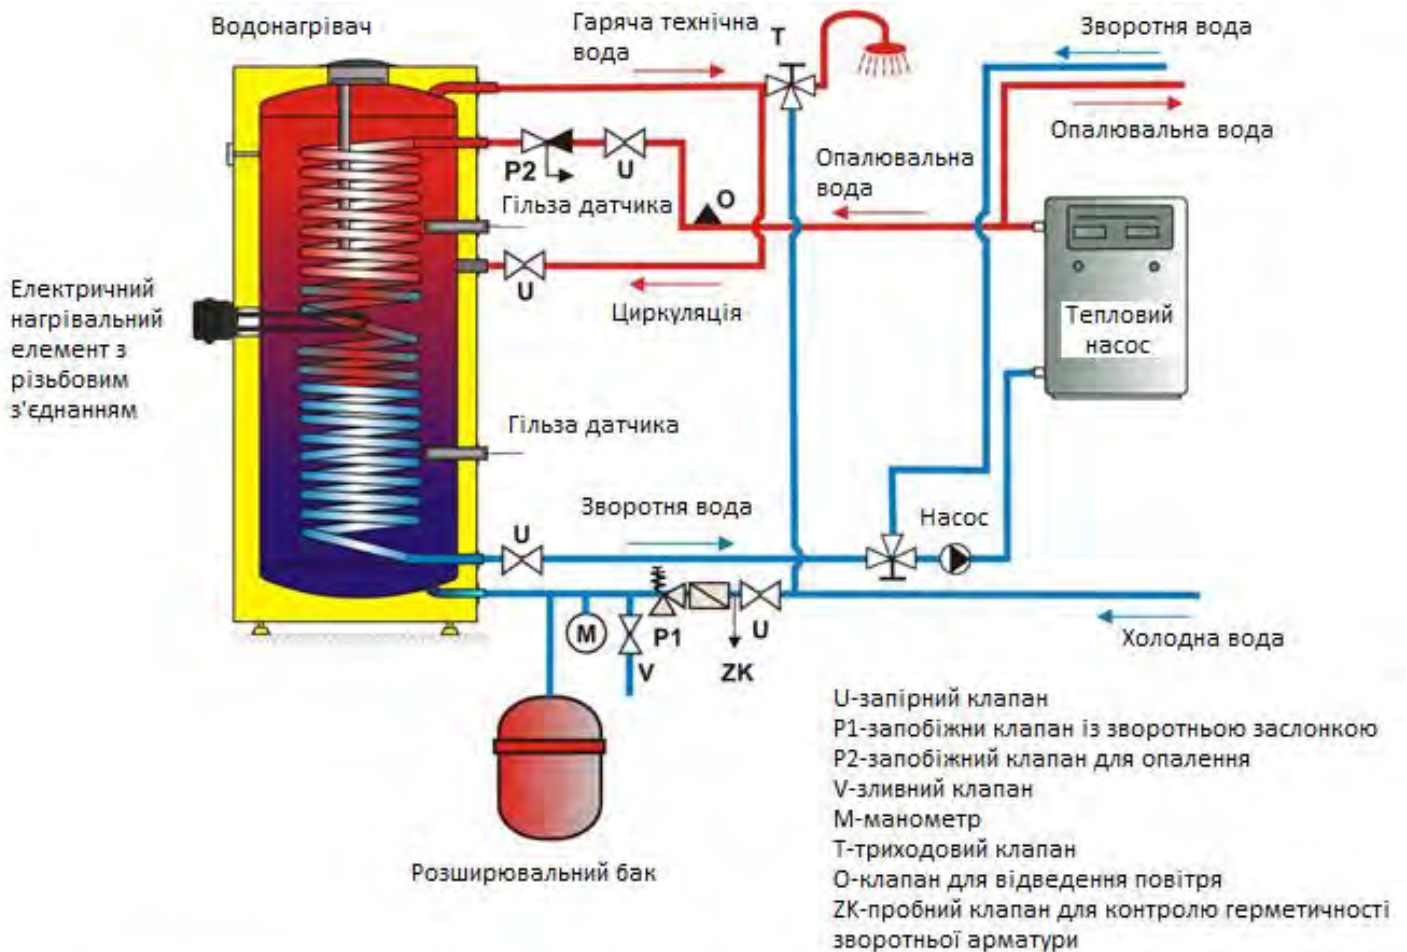 Водонагрівач
Гаряча технічна
вода
T
Зворотня вода
Опалювальна вода
Опалювальна
вода
P2
U
O
Гільза датчика
U
Циркуляція
Електричний
нагрівальний
елемент з
різьбовим
з'єднанням
Тепловий
насос
Гільза датчика
Зворотня вода
Насос
U
M
V
P1
ZK
U
Холодна вода
Розширювальний бак
U-запірний клапан
P1-запобіжни клапан із зворотньою заслонкою
P2-запобіжний клапан для опалення
V-зливний клапан
M-манометр
T-триходовий клапан
O-клапан для відведення повітря
ZK-пробний клапан для контролю герметичності
зворотньої арматури